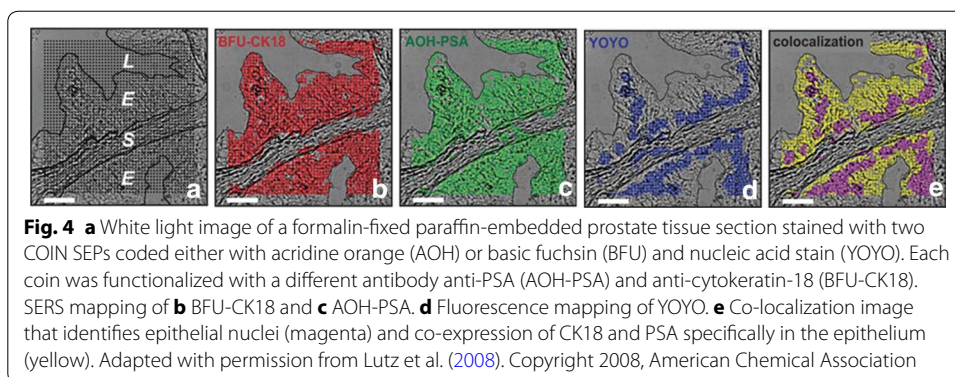 BFU-CK18 AOH-PSA YOYO colocalization
L
E
S
E
a b c d e
Fig. 4 a White light image of a formalin-fixed paraffin-embedded prostate tissue section stained with two
COIN SEPs coded either with acridine orange (AOH) or basic fuchsin (BFU) and nucleic acid stain (YOYO). Each
coin was functionalized with a different antibody anti-PSA (AOH-PSA) and anti-cytokeratin-18 (BFU-CK18).
SERS mapping of b BFU-CK18 and c AOH-PSA. d Fluorescence mapping of YOYO. e Co-localization image
that identifies epithelial nuclei (magenta) and co-expression of CK18 and PSA specifically in the epithelium
(yellow). Adapted with permission from Lutz et al. (2008). Copyright 2008, American Chemical Association